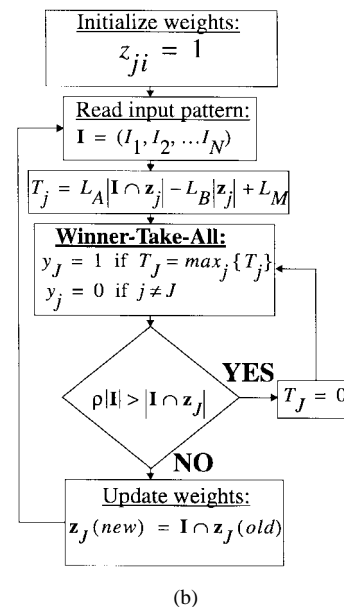 Initialize weights:
z_ji = 1
Read input pattern:
I = (I_1, I_2, ...I_N)
T_j = L_A|I ∩ z_j| − L_B|z_j| + L_M
Winner-Take-All:
y_J = 1 if T_J = max_j{T_j}
y_j = 0 if j ≠ J
YES
ρ|I| > |I ∩ z_J|
T_J = 0
NO
Update weights:
z_J(new) = I ∩ z_J(old)
(b)